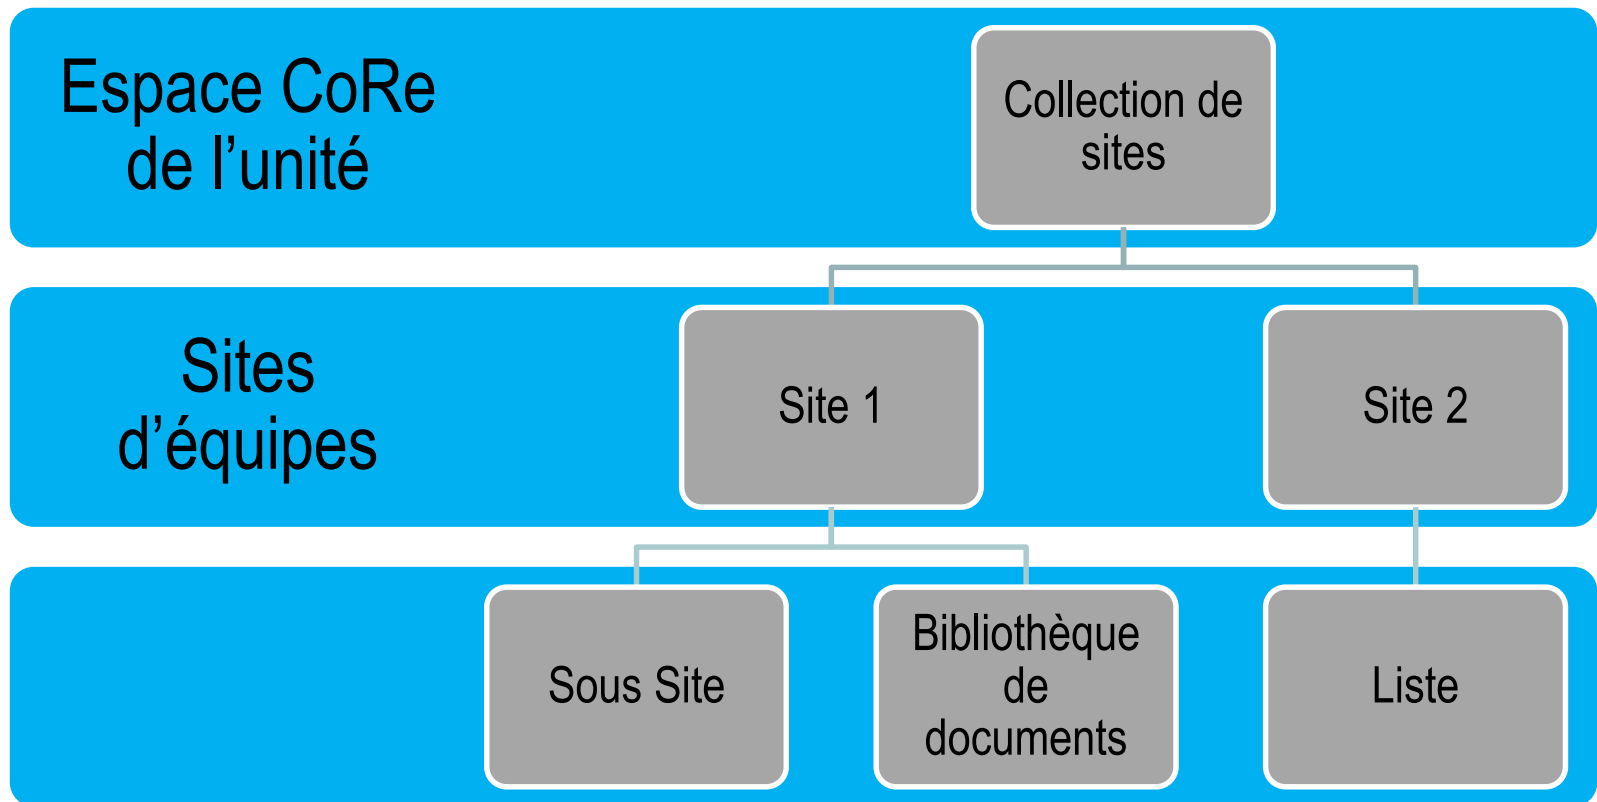 Espace CoRe
de l’unité
Collection de
sites
Sites
d’équipes
Site 1
Site 2
Sous Site
Bibliothèque
de
documents
Liste